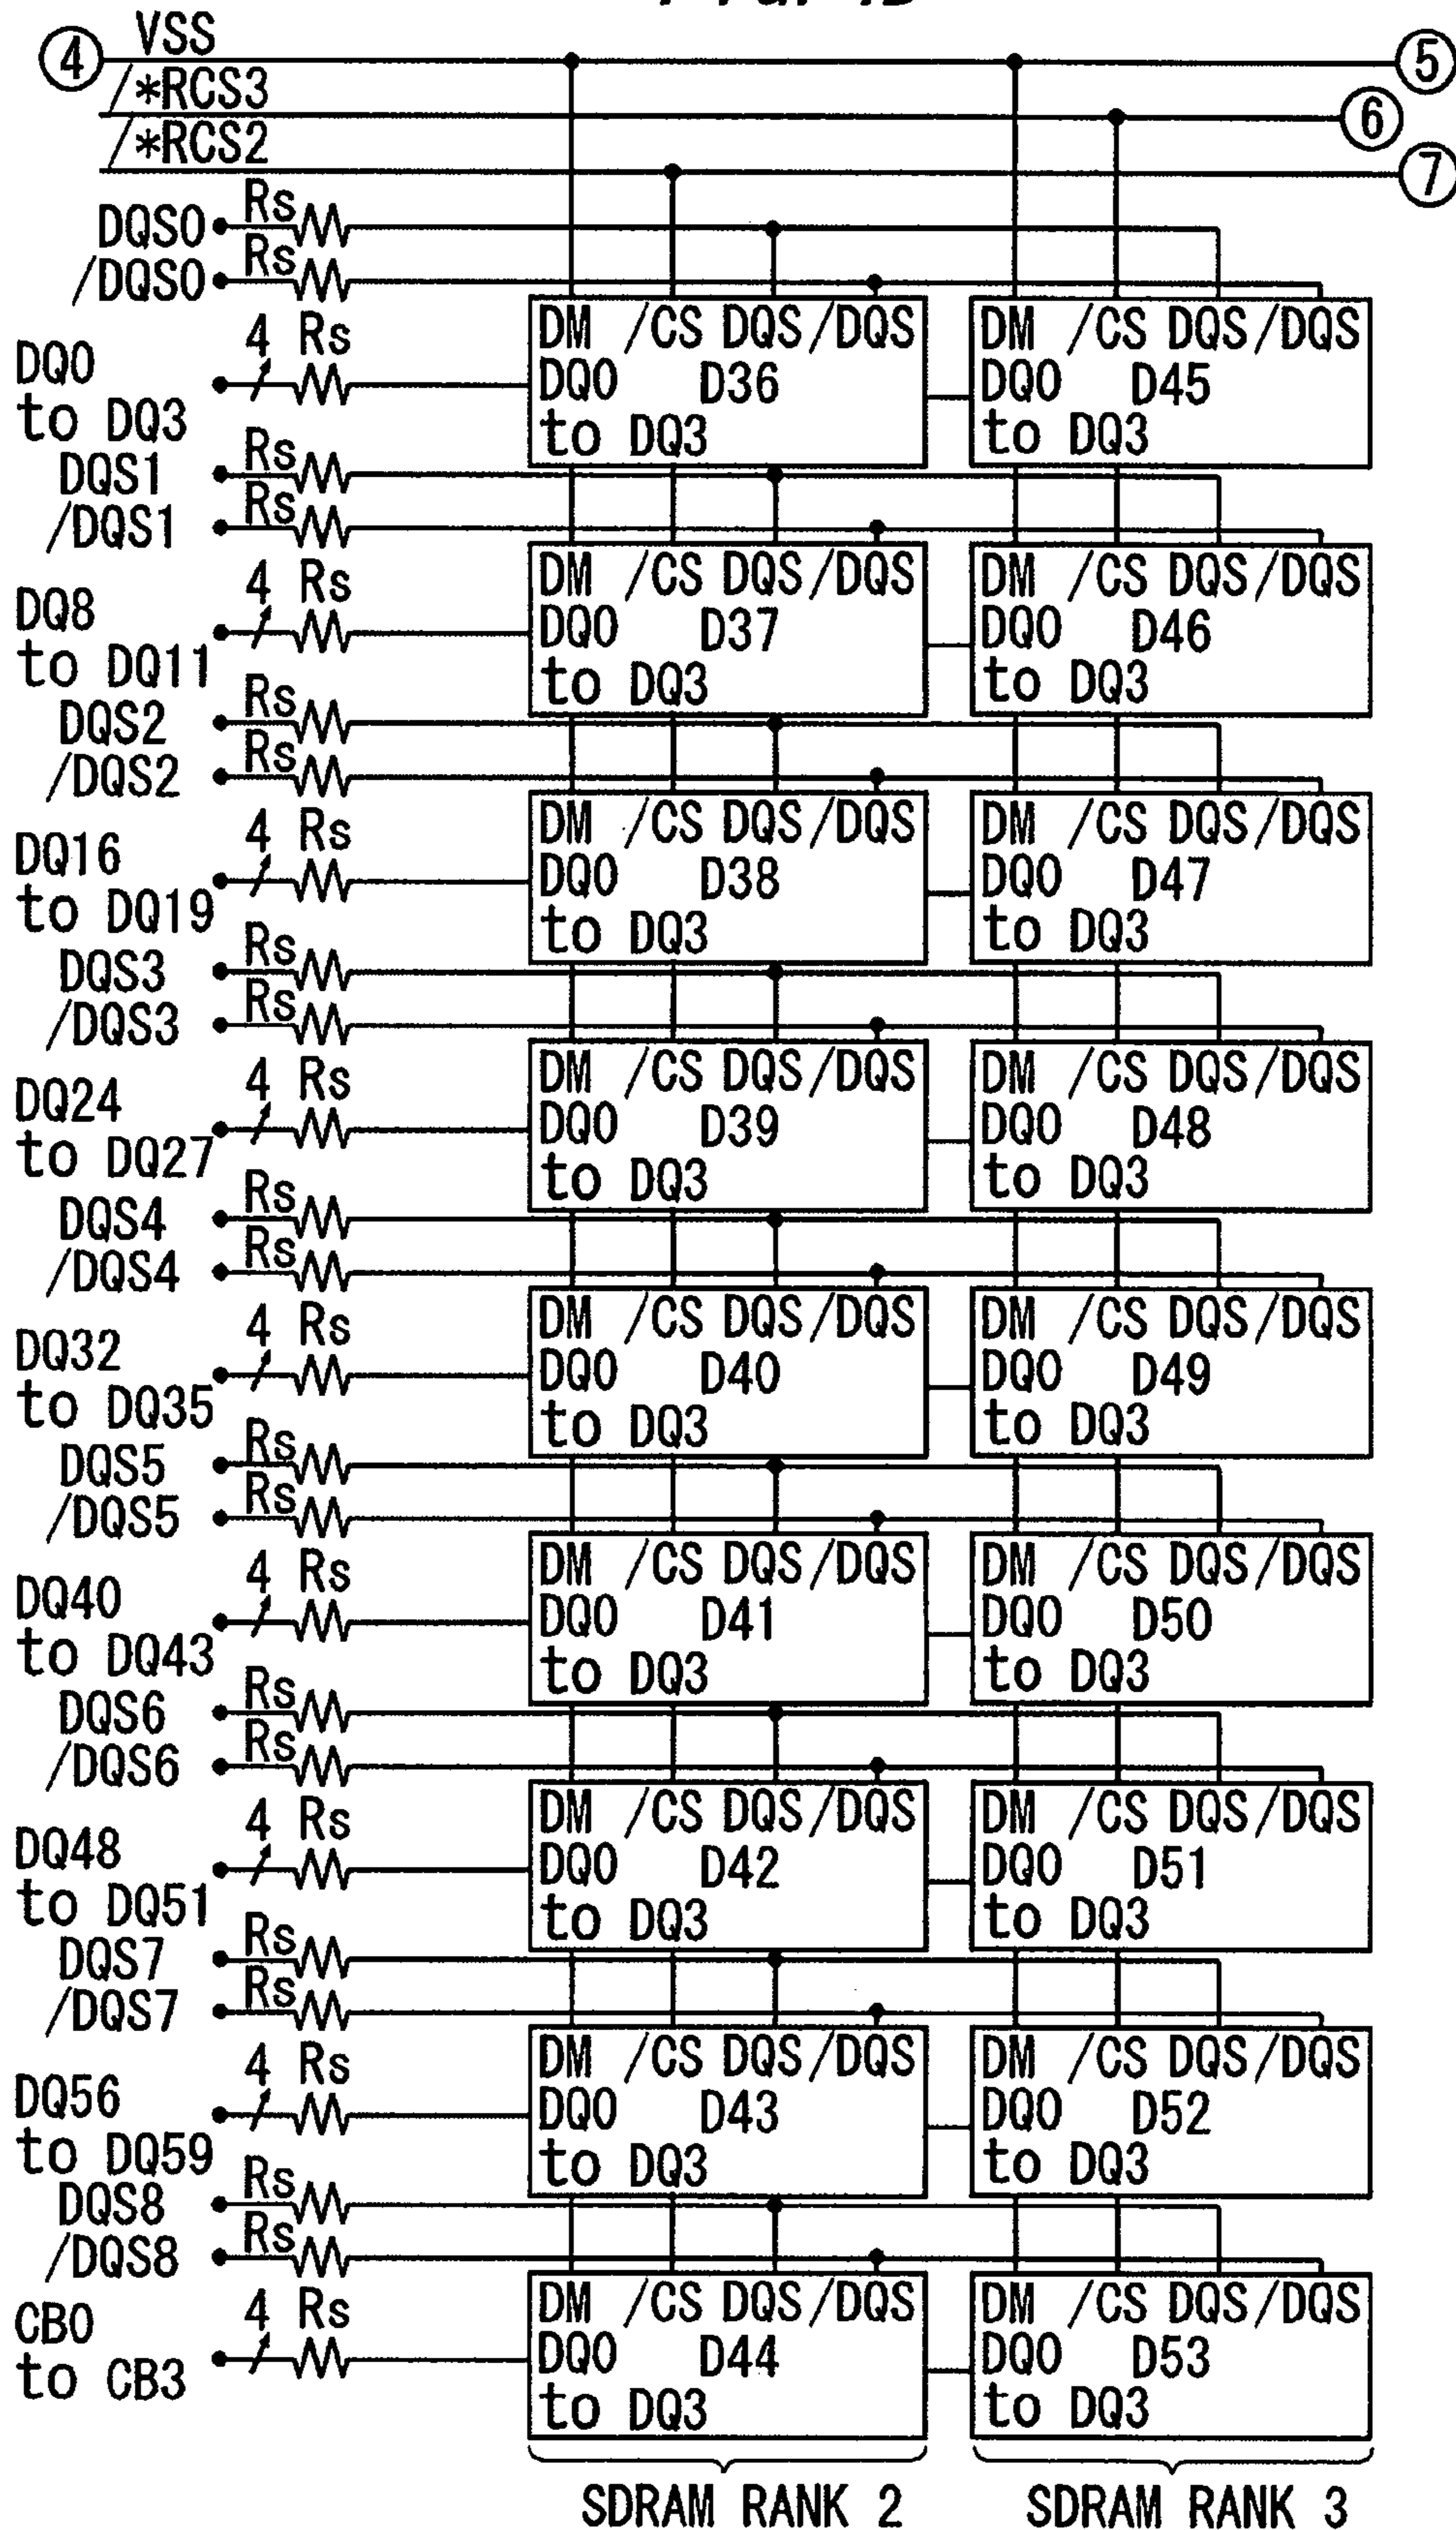 ④ VSS ⑤
/*RCS3 ⑥
/*RCS2 ⑦
DQS0 Rs
/DQS0 Rs
DM /CS DQS/DQS DM /CS DQS/DQS
DQ0 4 Rs DQ0 D36 DQ0 D45
to DQ3 to DQ3 to DQ3
DQS1 Rs
/DQS1 Rs
DM /CS DQS/DQS DM /CS DQS/DQS
DQ8 4 Rs DQ0 D37 DQ0 D46
to DQ11 to DQ3 to DQ3
DQS2 Rs
/DQS2 Rs
DM /CS DQS/DQS DM /CS DQS/DQS
DQ16 4 Rs DQ0 D38 DQ0 D47
to DQ19 to DQ3 to DQ3
DQS3 Rs
/DQS3 Rs
DM /CS DQS/DQS DM /CS DQS/DQS
DQ24 4 Rs DQ0 D39 DQ0 D48
to DQ27 to DQ3 to DQ3
DQS4 Rs
/DQS4 Rs
DM /CS DQS/DQS DM /CS DQS/DQS
DQ32 4 Rs DQ0 D40 DQ0 D49
to DQ35 to DQ3 to DQ3
DQS5 Rs
/DQS5 Rs
DM /CS DQS/DQS DM /CS DQS/DQS
DQ40 4 Rs DQ0 D41 DQ0 D50
to DQ43 to DQ3 to DQ3
DQS6 Rs
/DQS6 Rs
DM /CS DQS/DQS DM /CS DQS/DQS
DQ48 4 Rs DQ0 D42 DQ0 D51
to DQ51 to DQ3 to DQ3
DQS7 Rs
/DQS7 Rs
DM /CS DQS/DQS DM /CS DQS/DQS
DQ56 4 Rs DQ0 D43 DQ0 D52
to DQ59 to DQ3 to DQ3
DQS8 Rs
/DQS8 Rs
DM /CS DQS/DQS DM /CS DQS/DQS
CB0 4 Rs DQ0 D44 DQ0 D53
to CB3 to DQ3 to DQ3
SDRAM RANK 2 SDRAM RANK 3